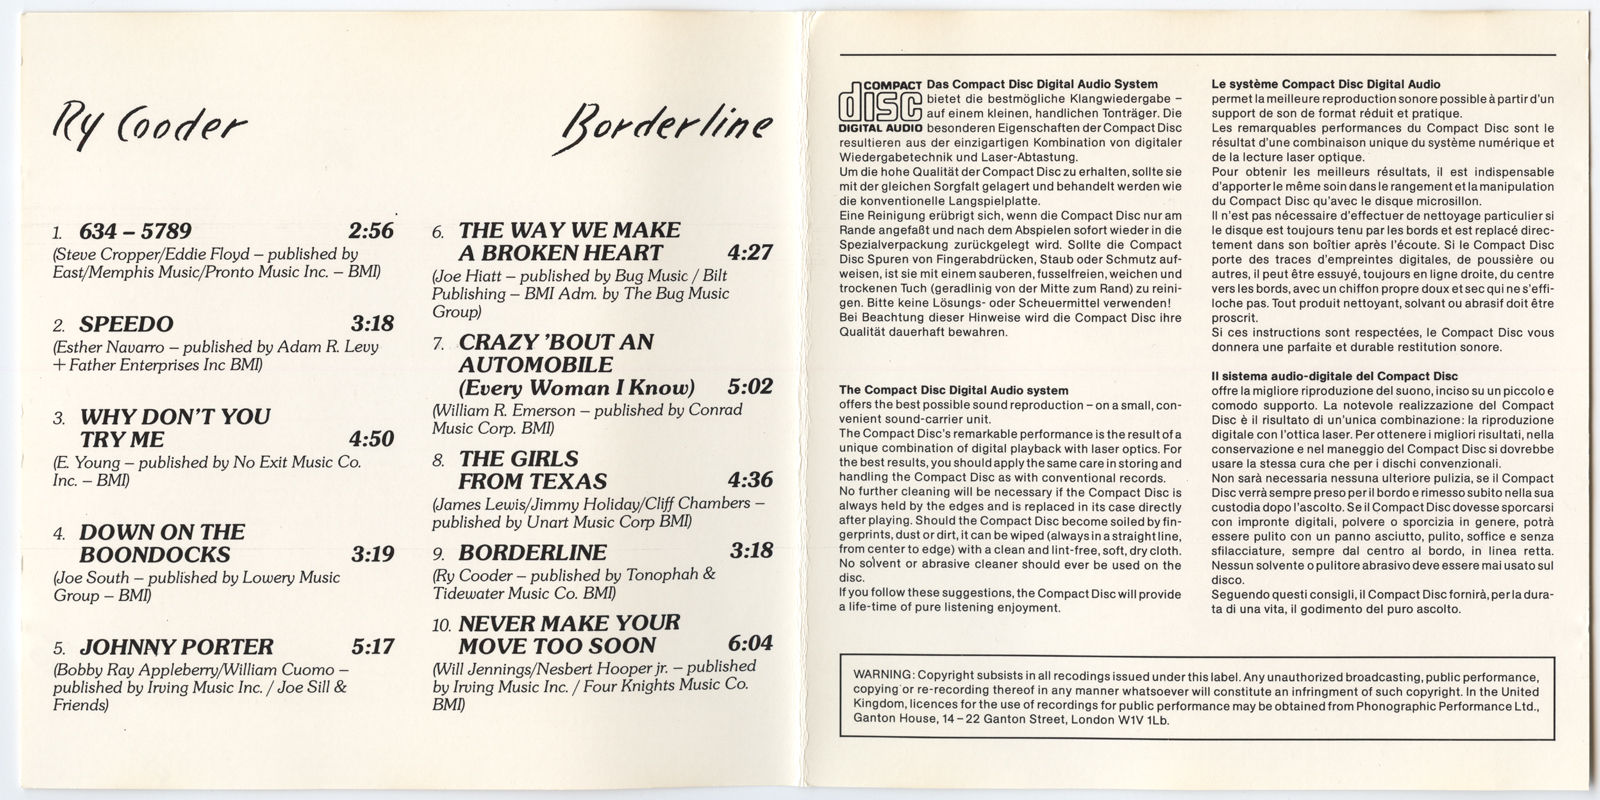 Ry Cooder
Borderline
1. 634 – 5789 2:56
(Steve Cropper/Eddie Floyd – published by
East/Memphis Music/Pronto Music Inc. – BMI)
2. SPEEDO 3:18
(Esther Navarro – published by Adam R. Levy
+ Father Enterprises Inc BMI)
3. WHY DON'T YOU
TRY ME 4:50
(E. Young – published by No Exit Music Co.
Inc. – BMI)
4. DOWN ON THE
BOONDOCKS 3:19
(Joe South – published by Lowery Music
Group – BMI)
5. JOHNNY PORTER 5:17
(Bobby Ray Appleberry/William Cuomo –
published by Irving Music Inc. / Joe Sill &
Friends)
6. THE WAY WE MAKE
A BROKEN HEART 4:27
(Joe Hiatt – published by Bug Music / Bilt
Publishing – BMI Adm. by The Bug Music
Group)
7. CRAZY 'BOUT AN
AUTOMOBILE
(Every Woman I Know) 5:02
(William R. Emerson – published by Conrad
Music Corp. BMI)
8. THE GIRLS
FROM TEXAS 4:36
(James Lewis/Jimmy Holiday/Cliff Chambers –
published by Unart Music Corp BMI)
9. BORDERLINE 3:18
(Ry Cooder – published by Tonophah &
Tidewater Music Co. BMI)
10. NEVER MAKE YOUR
MOVE TOO SOON 6:04
(Will Jennings/Nesbert Hooper jr. – published
by Irving Music Inc. / Four Knights Music Co.
BMI)
COMPACT
disc
DIGITAL AUDIO
Das Compact Disc Digital Audio System
bietet die bestmögliche Klangwiedergabe –
auf einem kleinen, handlichen Tonträger. Die
besonderen Eigenschaften der Compact Disc
resultieren aus der einzigartigen Kombination von digitaler
Wiedergabetechnik und Laser-Abtastung.
Um die hohe Qualität der Compact Disc zu erhalten, sollte sie
mit der gleichen Sorgfalt gelagert und behandelt werden wie
die konventionelle Langspielplatte.
Eine Reinigung erübrigt sich, wenn die Compact Disc nur am
Rande angefaßt und nach dem Abspielen sofort wieder in die
Spezialverpackung zurückgelegt wird. Sollte die Compact
Disc Spuren von Fingerabdrücken, Staub oder Schmutz auf-
weisen, ist sie mit einem sauberen, fusselfreien, weichen und
trockenen Tuch (geradlinig von der Mitte zum Rand) zu reini-
gen. Bitte keine Lösungs- oder Scheuermittel verwenden!
Bei Beachtung dieser Hinweise wird die Compact Disc ihre
Qualität dauerhaft bewahren.
The Compact Disc Digital Audio system
offers the best possible sound reproduction – on a small, con-
venient sound-carrier unit.
The Compact Disc's remarkable performance is the result of a
unique combination of digital playback with laser optics. For
the best results, you should apply the same care in storing and
handling the Compact Disc as with conventional records.
No further cleaning will be necessary if the Compact Disc is
always held by the edges and is replaced in its case directly
after playing. Should the Compact Disc become soiled by fin-
gerprints, dust or dirt, it can be wiped (always in a straight line,
from center to edge) with a clean and lint-free, soft, dry cloth.
No solvent or abrasive cleaner should ever be used on the
disc.
If you follow these suggestions, the Compact Disc will provide
a life-time of pure listening enjoyment.
Le système Compact Disc Digital Audio
permet la meilleure reproduction sonore possible à partir d'un
support de son de format réduit et pratique.
Les remarquables performances du Compact Disc sont le
résultat d'une combinaison unique du système numérique et
de la lecture laser optique.
Pour obtenir les meilleurs résultats, il est indispensable
d'apporter le même soin dans le rangement et la manipulation
du Compact Disc qu'avec le disque microsillon.
Il n'est pas nécessaire d'effectuer de nettoyage particulier si
le disque est toujours tenu par les bords et est replacé direc-
tement dans son boîtier après l'écoute. Si le Compact Disc
porte des traces d'empreintes digitales, de poussière ou
autres, il peut être essuyé, toujours en ligne droite, du centre
vers les bords, avec un chiffon propre doux et sec qui ne s'effi-
loche pas. Tout produit nettoyant, solvant ou abrasif doit être
proscrit.
Si ces instructions sont respectées, le Compact Disc vous
donnera une parfaite et durable restitution sonore.
Il sistema audio-digitale del Compact Disc
offre la migliore riproduzione del suono, inciso su un piccolo e
comodo supporto. La notevole realizzazione del Compact
Disc è il risultato di un'unica combinazione: la riproduzione
digitale con l'ottica laser. Per ottenere i migliori risultati, nella
conservazione e nel maneggio del Compact Disc si dovrebbe
usare la stessa cura che per i dischi convenzionali.
Non sarà necessaria nessuna ulteriore pulizia, se il Compact
Disc verrà sempre preso per il bordo e rimesso subito nella sua
custodia dopo l'ascolto. Se il Compact Disc dovesse sporcarsi
con impronte digitali, polvere o sporcizia in genere, potrà
essere pulito con un panno asciutto, pulito, soffice e senza
sfilacciature, sempre dal centro al bordo, in linea retta.
Nessun solvente o pulitore abrasivo deve essere mai usato sul
disco.
Seguendo questi consigli, il Compact Disc fornirà, per la dura-
ta di una vita, il godimento del puro ascolto.
WARNING: Copyright subsists in all recodings issued under this label. Any unauthorized broadcasting, public performance,
copying or re-recording thereof in any manner whatsoever will constitute an infringment of such copyright. In the United
Kingdom, licences for the use of recordings for public performance may be obtained from Phonographic Performance Ltd.,
Ganton House, 14 – 22 Ganton Street, London W1V 1Lb.